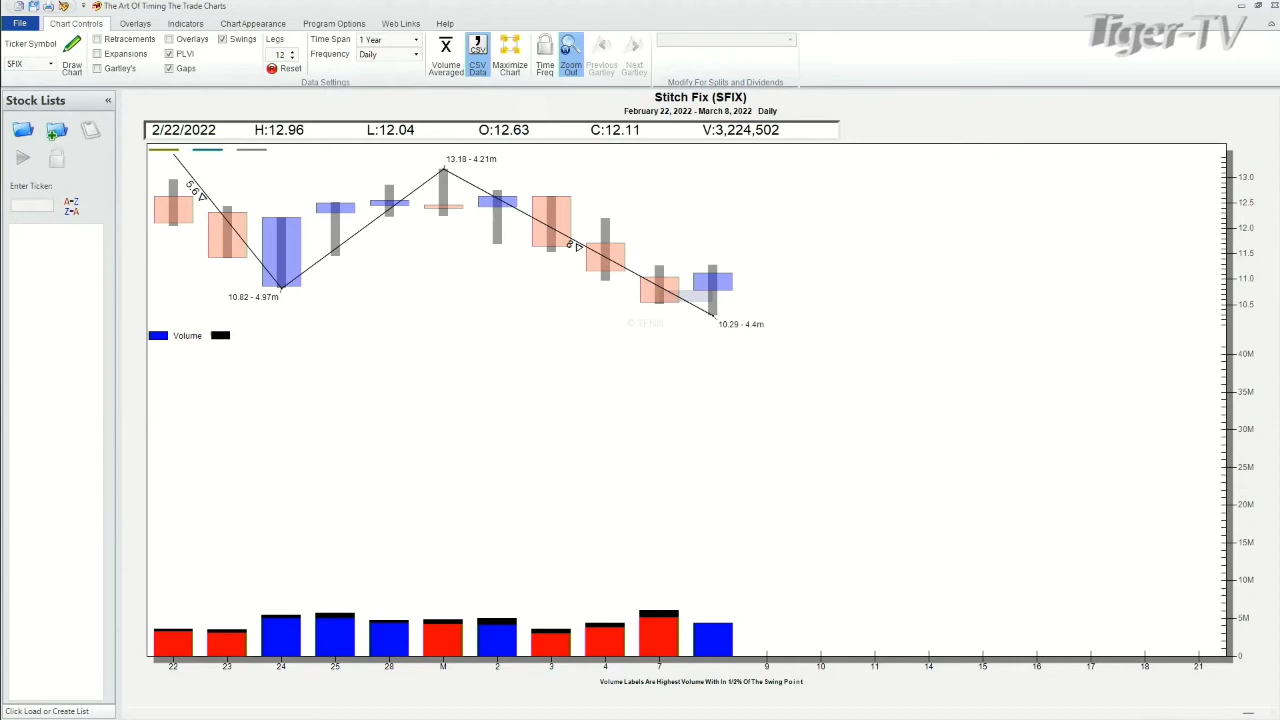 The Art Of Timing The Trade Charts
File Chart Controls Overlays Indicators Chart Appearance Program Options Web Links Help
Tiger-TV
Ticker Symbol
SFIX
Draw Chart
Retracements Overlays Swings
Expansions PLVI
Gartley's Gaps
Legs
12
Reset
Time Span 1 Year
Frequency Daily
Data Settings
Volume Averaged
CSV Data
Maximize Chart
Time Freq
Zoom Out
Previous Gartley
Next Gartley
Modify For Splits and Dividends
Stock Lists «
Enter Ticker:
A-Z
Z-A
Click Load or Create List
Stitch Fix (SFIX)
February 22, 2022 - March 8, 2022 Daily
2/22/2022 H:12.96 L:12.04 O:12.63 C:12.11 V:3,224,502
13.18 - 4.21m
5.6
8
10.82 - 4.97m
10.29 - 4.4m
© TFNN
13.0
12.5
12.0
11.5
11.0
10.5
Volume
40M
35M
30M
25M
20M
15M
10M
5M
0
22 23 24 25 28 M 2 3 4 7 9 10 11 14 15 16 17 18 21
Volume Labels Are Highest Volume With In 1/2% Of The Swing Point